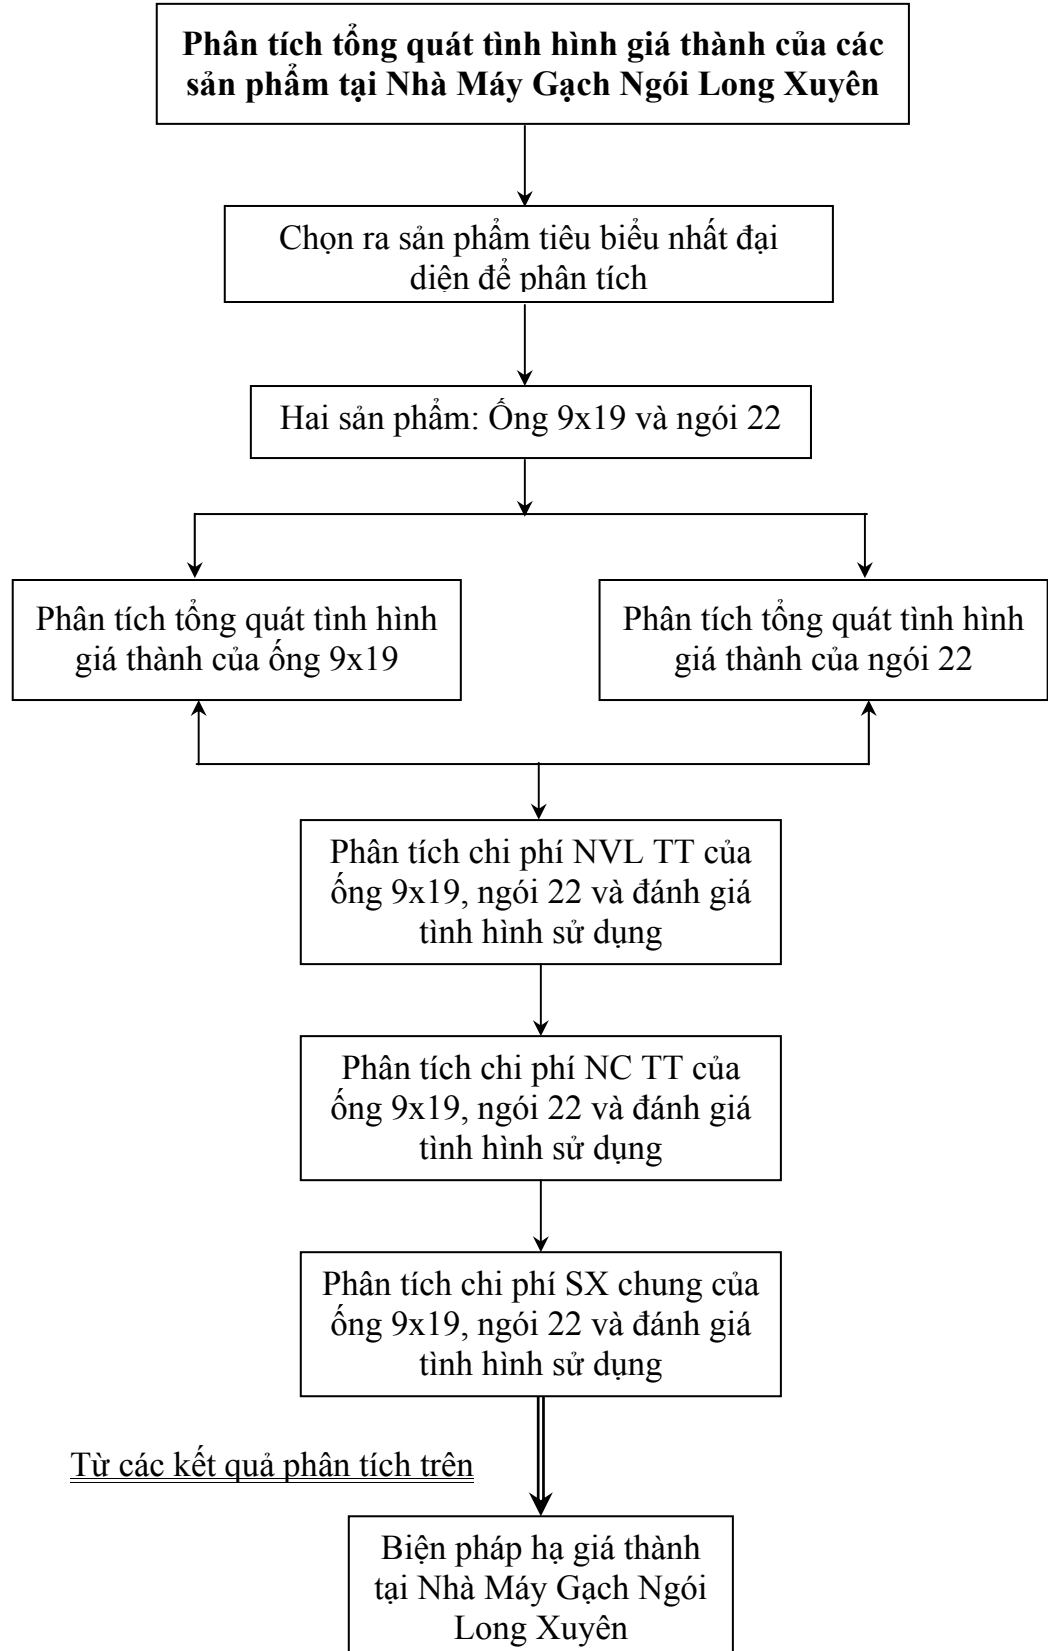 Phân tích tổng quát tình hình giá thành của các
sản phẩm tại Nhà Máy Gạch Ngói Long Xuyên
Chọn ra sản phẩm tiêu biểu nhất đại
diện để phân tích
Hai sản phẩm: Ống 9x19 và ngói 22
Phân tích tổng quát tình hình
giá thành của ống 9x19
Phân tích tổng quát tình hình
giá thành của ngói 22
Phân tích chi phí NVL TT của
ống 9x19, ngói 22 và đánh giá
tình hình sử dụng
Phân tích chi phí NC TT của
ống 9x19, ngói 22 và đánh giá
tình hình sử dụng
Phân tích chi phí SX chung của
ống 9x19, ngói 22 và đánh giá
tình hình sử dụng
Từ các kết quả phân tích trên
Biện pháp hạ giá thành
tại Nhà Máy Gạch Ngói
Long Xuyên